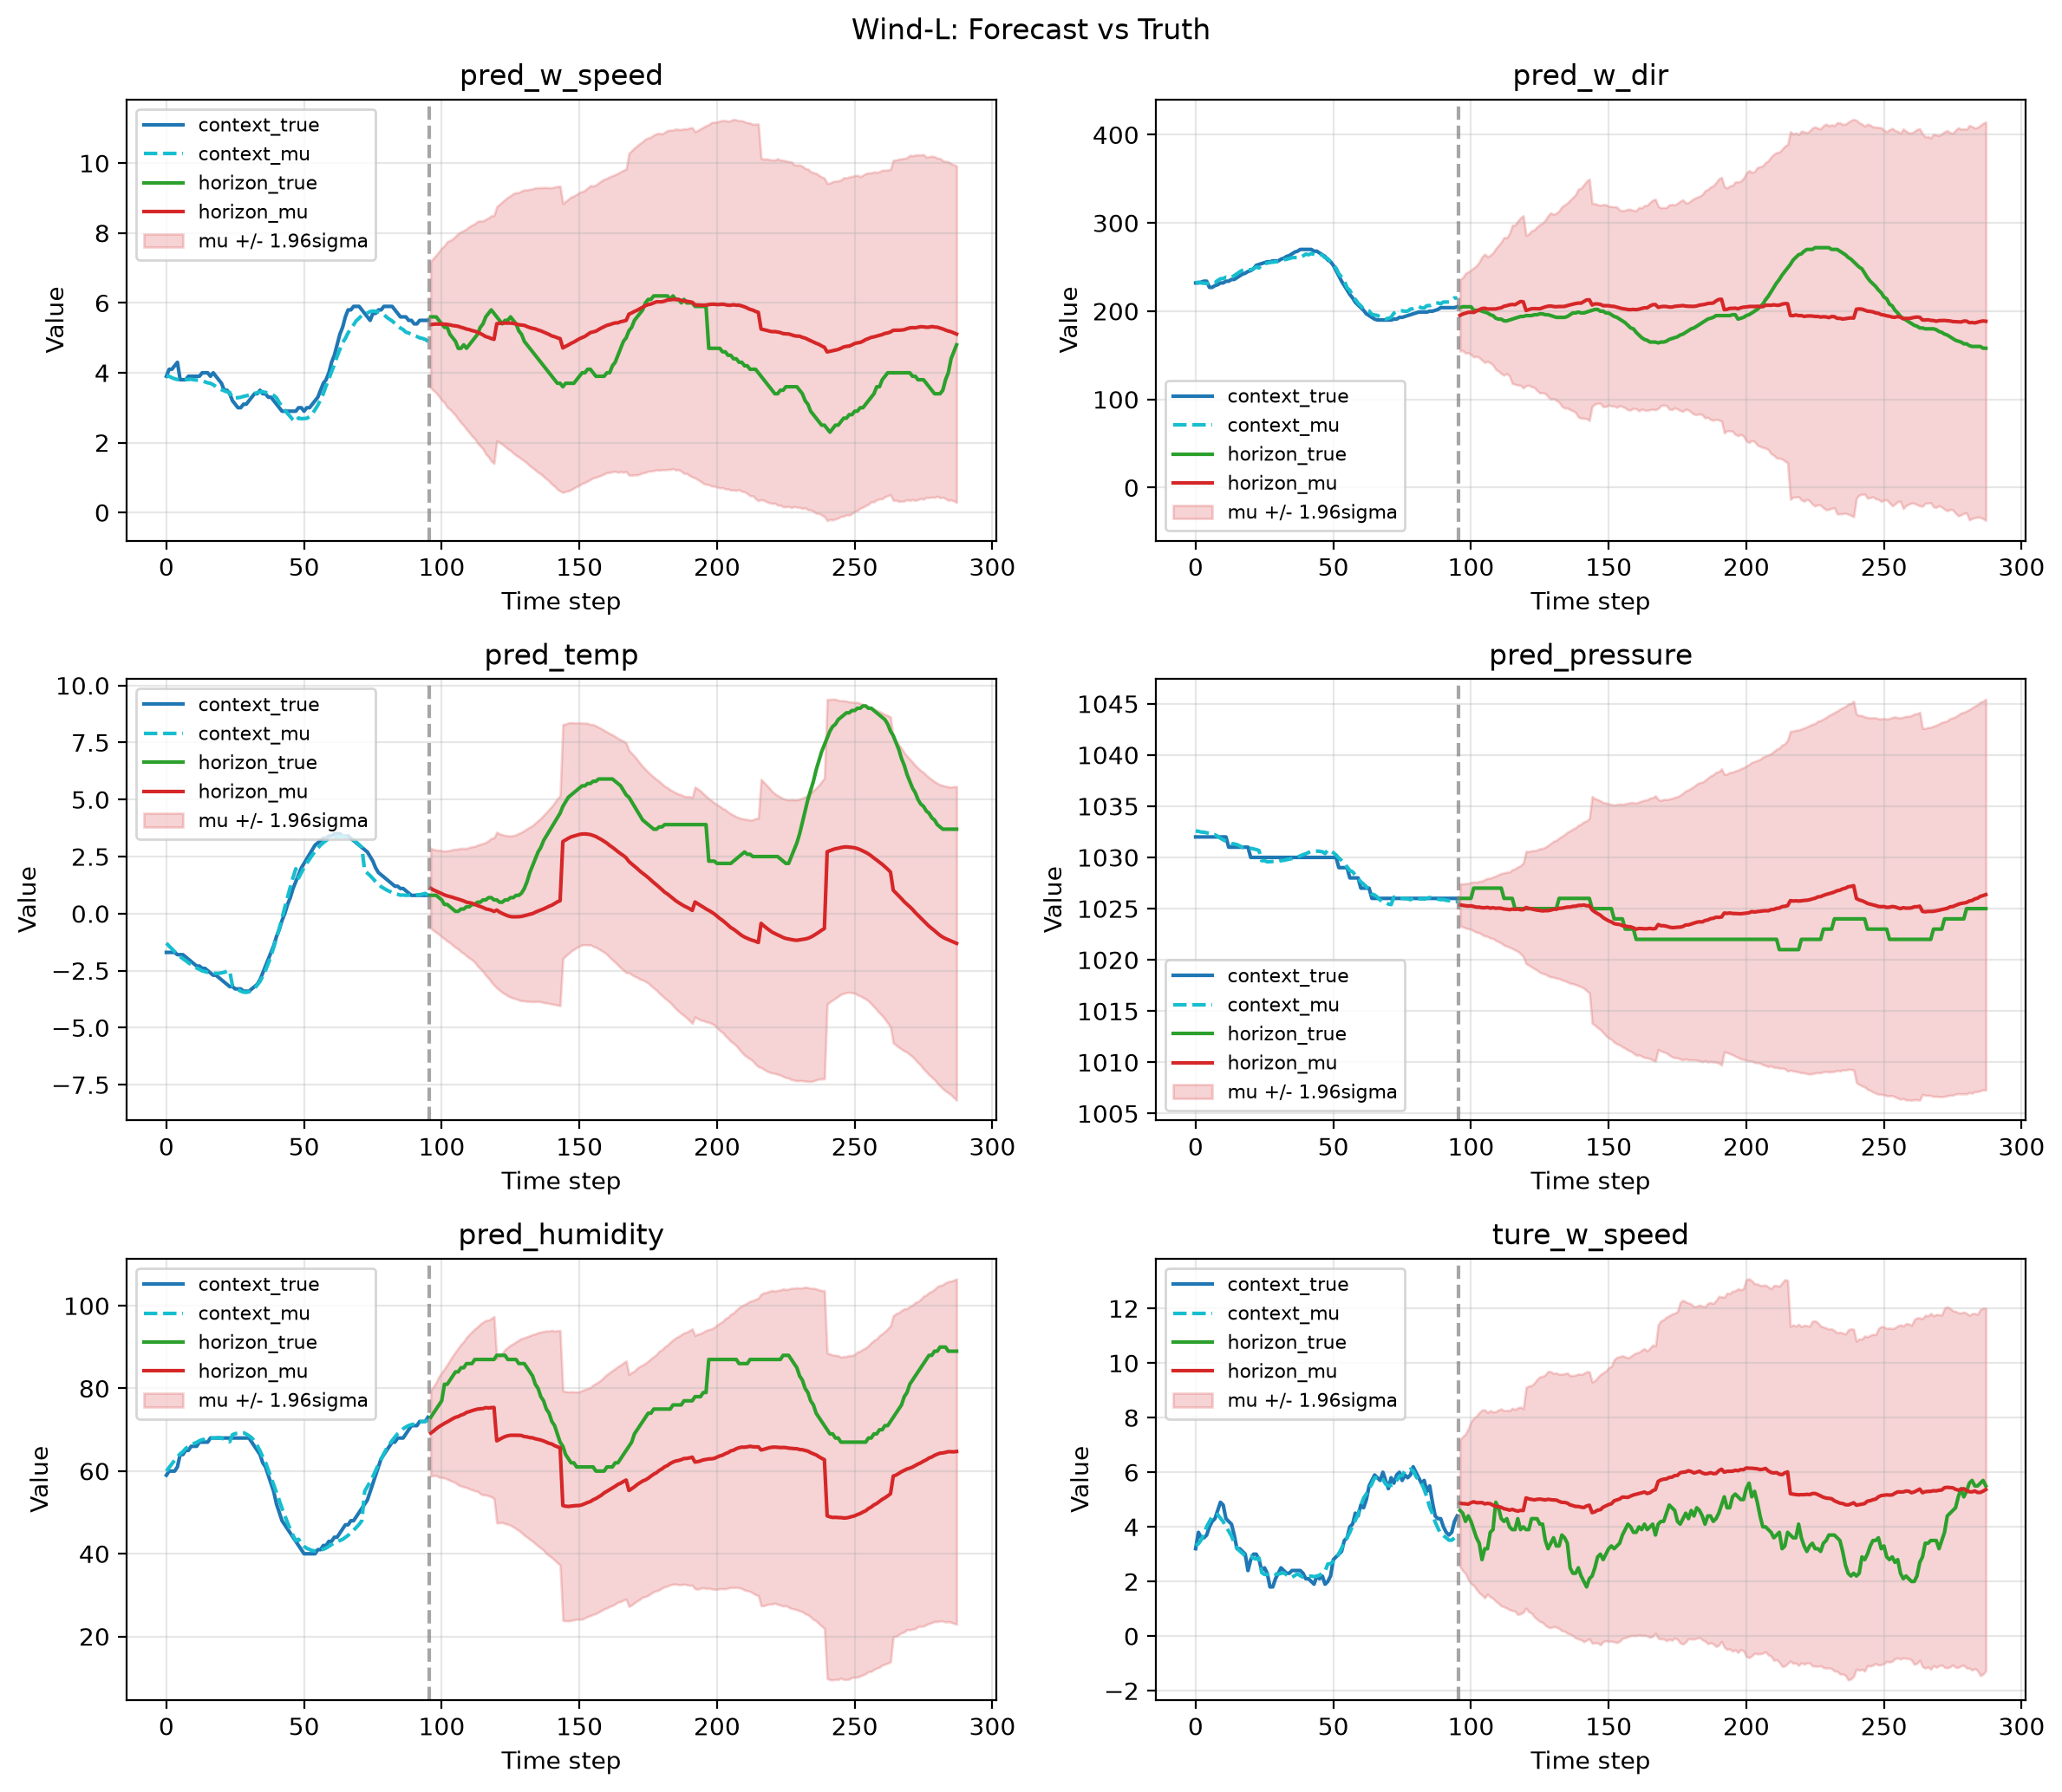 Wind-L: Forecast vs Truth
pred_w_speed
context_true
context_mu
horizon_true
horizon_mu
mu +/- 1.96sigma
Value
10
8
6
4
2
0
0 50 100 150 200 250 300
Time step
pred_w_dir
context_true
context_mu
horizon_true
horizon_mu
mu +/- 1.96sigma
Value
400
300
200
100
0
0 50 100 150 200 250 300
Time step
pred_temp
context_true
context_mu
horizon_true
horizon_mu
mu +/- 1.96sigma
Value
10.0
7.5
5.0
2.5
0.0
−2.5
−5.0
−7.5
0 50 100 150 200 250 300
Time step
pred_pressure
context_true
context_mu
horizon_true
horizon_mu
mu +/- 1.96sigma
Value
1045
1040
1035
1030
1025
1020
1015
1010
1005
0 50 100 150 200 250 300
Time step
pred_humidity
context_true
context_mu
horizon_true
horizon_mu
mu +/- 1.96sigma
Value
100
80
60
40
20
0 50 100 150 200 250 300
Time step
ture_w_speed
context_true
context_mu
horizon_true
horizon_mu
mu +/- 1.96sigma
Value
12
10
8
6
4
2
0
−2
0 50 100 150 200 250 300
Time step